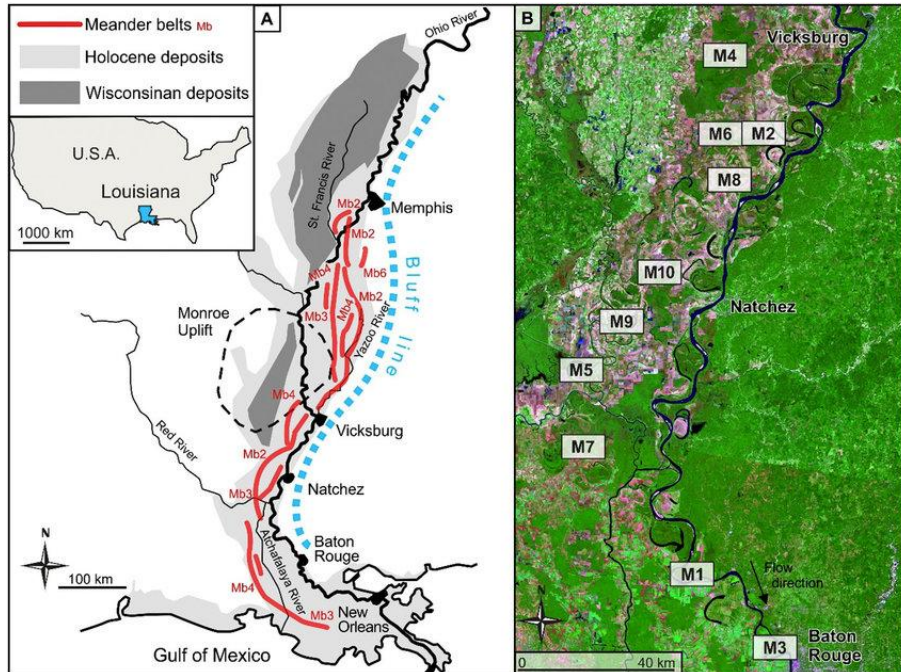 Meander belts Mb
Holocene deposits
Wisconsinan deposits
U.S.A.
Louisiana
1000 km
A
Ohio River
St. Francis River
Memphis
Mb2
Mb2
Mb4
Mb6
Mb2
Mb3
Mb4
Bluff line
Monroe
Uplift
Yazoo River
Mb4
Vicksburg
Red River
Mb2
Natchez
Mb3
N
Atchafalaya River
Baton
Rouge
100 km
Mb4
Mb3
New
Orleans
Gulf of Mexico
B
Vicksburg
M4
M6
M2
M8
M10
Natchez
M9
M5
M7
M1
Flow
direction
N
M3
Baton
Rouge
0
40 km